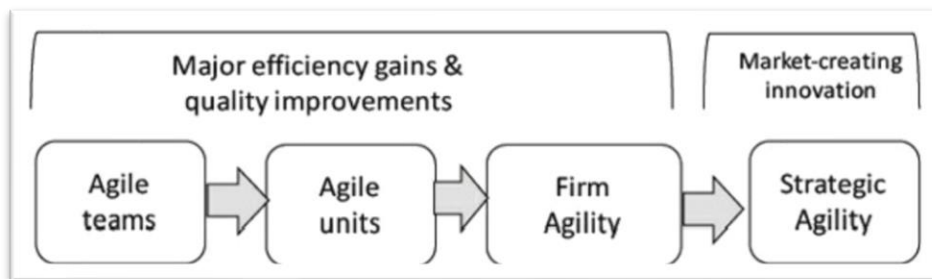 Major efficiency gains &
quality improvements
Market-creating
innovation
Agile
teams
Agile
units
Firm
Agility
Strategic
Agility